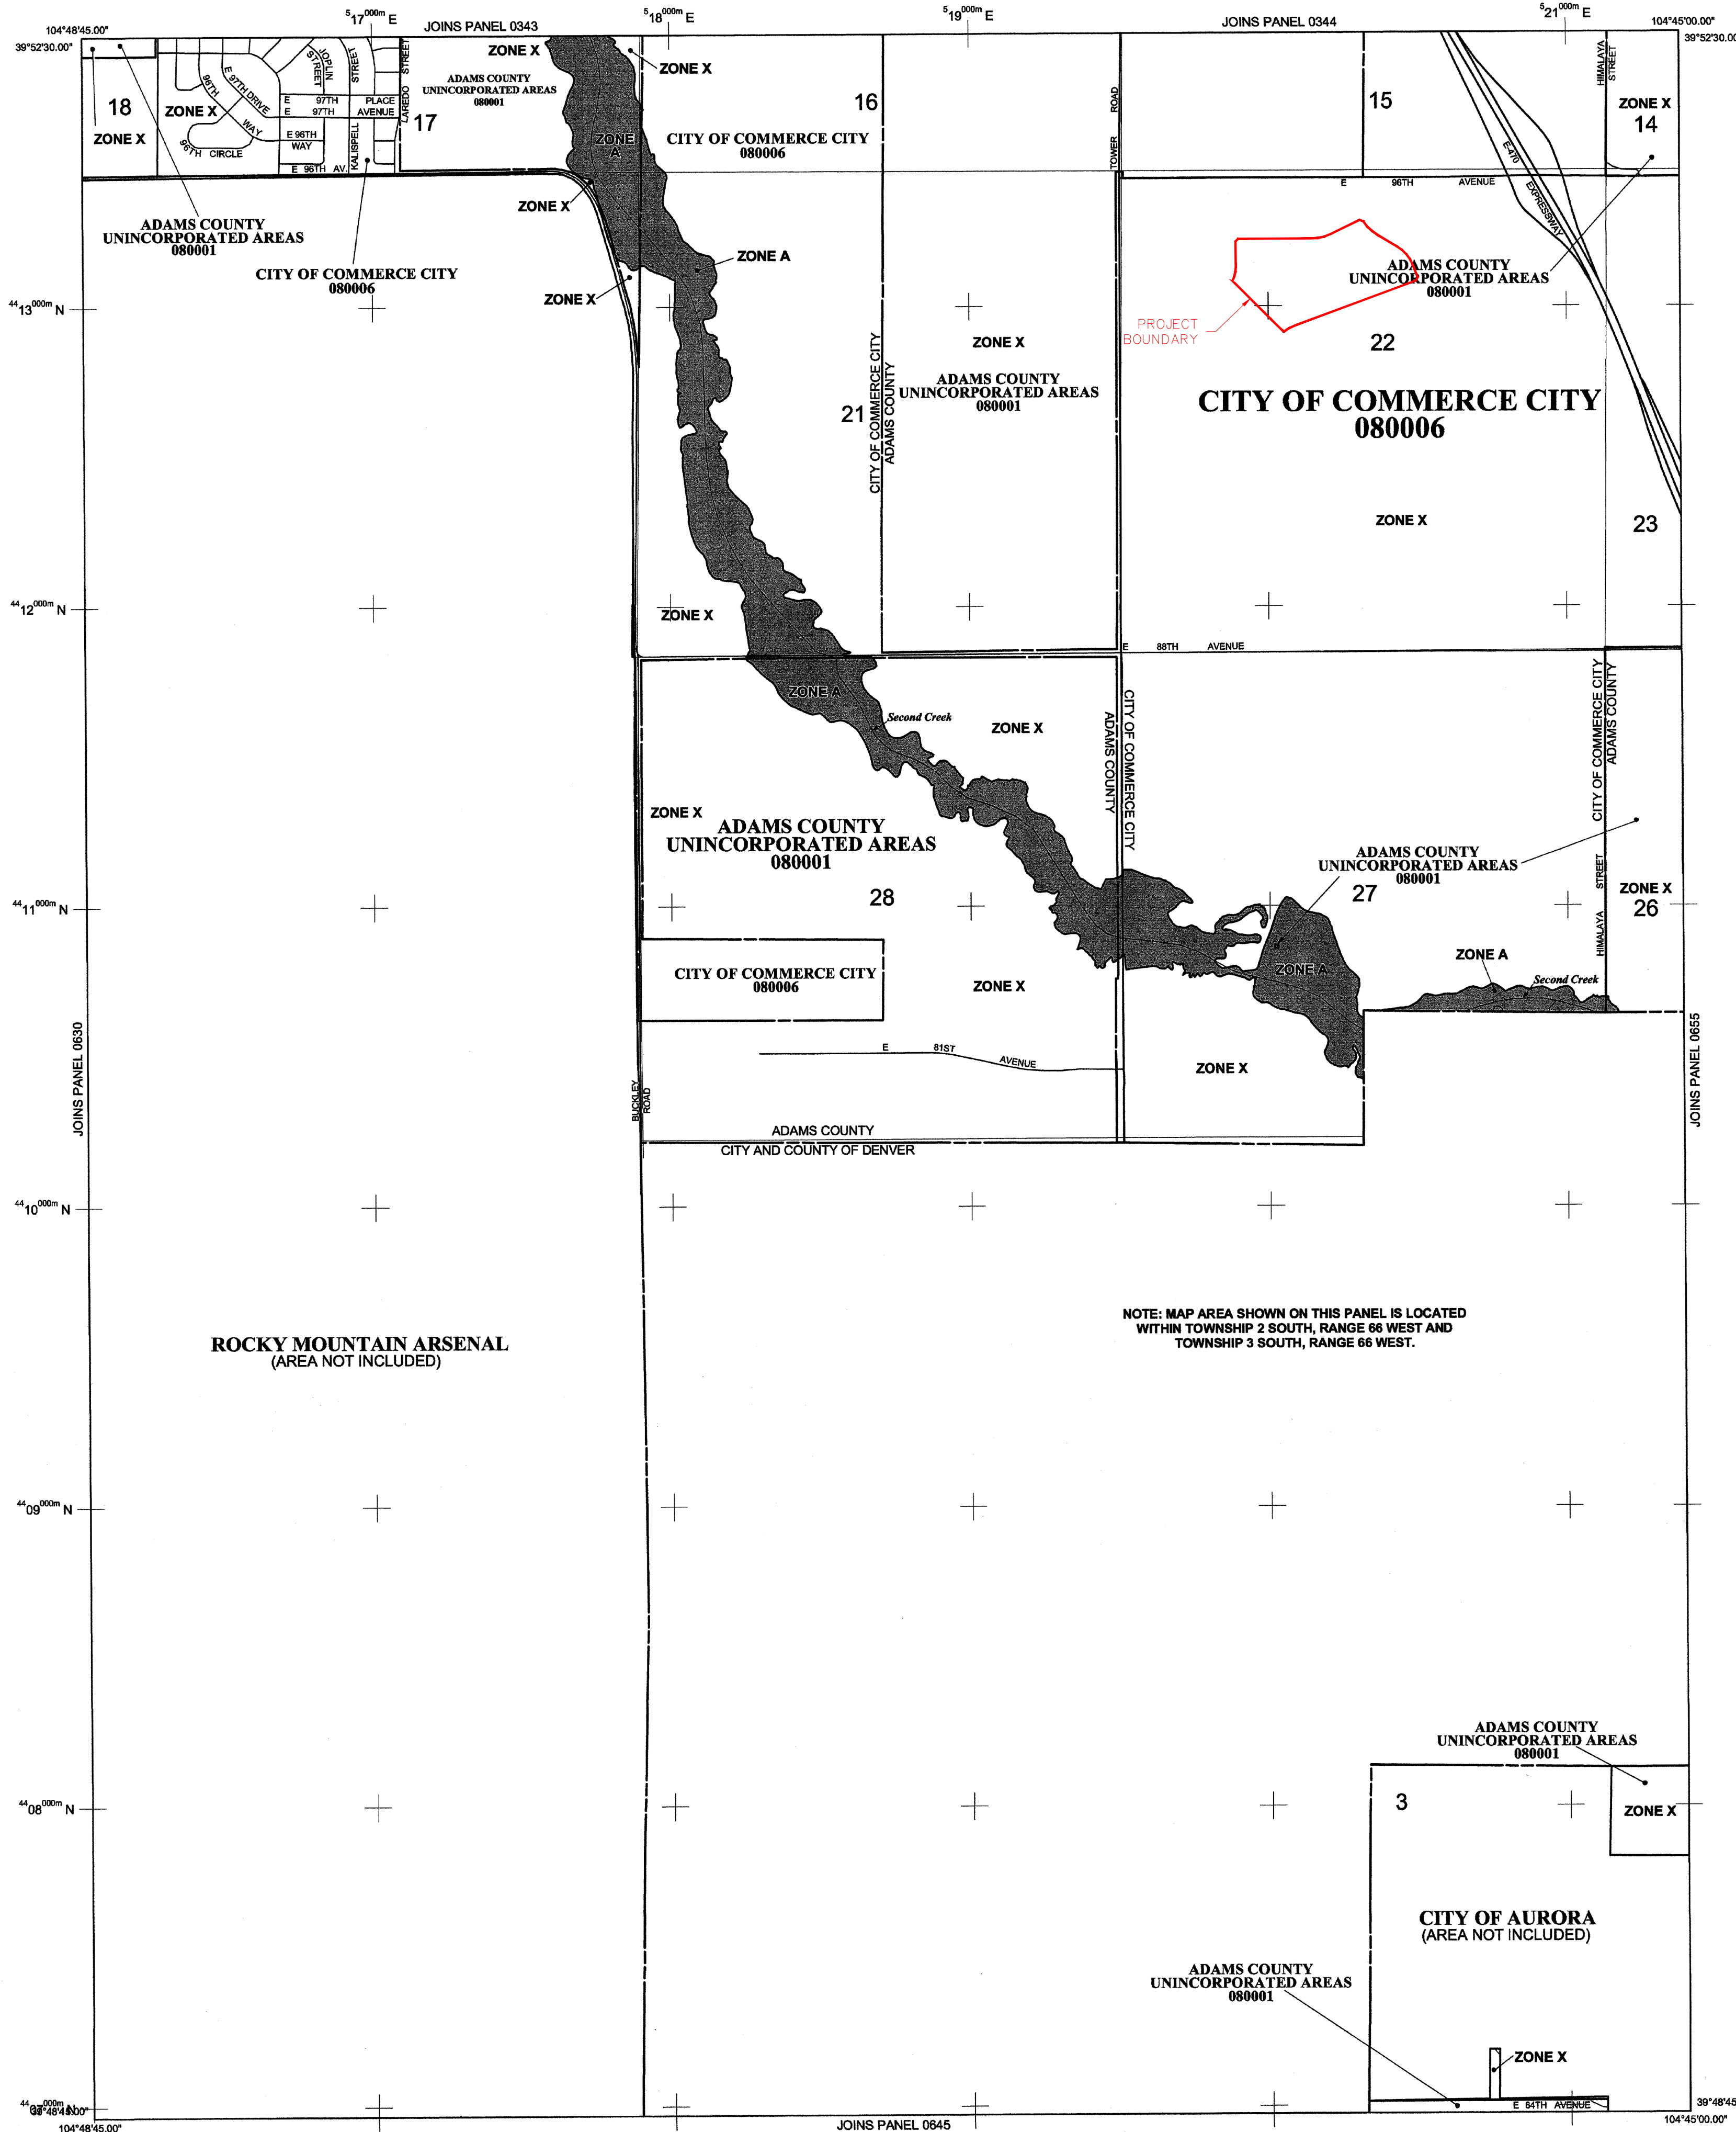 517000m E
JOINS PANEL 0343
518000m E
519000m E
JOINS PANEL 0344
521000m E
104°48'45.00"
104°45'00.00"
39°52'30.00"
39°52'30.00
18
ZONE X
ZONE X
96TH
WAY
E 97TH DRIVE
JOPLIN
STREET
STREET
KALISPELL
E 97TH PLACE
E 97TH AVENUE
E 96TH
WAY
96TH CIRCLE
E 96TH AV.
LAREDO STREET
17
ZONE X
ADAMS COUNTY
UNINCORPORATED AREAS
080001
ZONE
A
ZONE X
16
CITY OF COMMERCE CITY
080006
TOWER ROAD
15
E-470
EXPRESSWAY
HIMALAYA
STREET
ZONE X
14
E 96TH AVENUE
ADAMS COUNTY
UNINCORPORATED AREAS
080001
CITY OF COMMERCE CITY
080006
ZONE X
ZONE A
ZONE X
ADAMS COUNTY
UNINCORPORATED AREAS
080001
4413000m N
PROJECT
BOUNDARY
22
ZONE X
ADAMS COUNTY
UNINCORPORATED AREAS
080001
CITY OF COMMERCE CITY
ADAMS COUNTY
21
CITY OF COMMERCE CITY
080006
ZONE X
23
4412000m N
ZONE X
E 88TH AVENUE
ZONE A
Second Creek
ZONE X
ADAMS COUNTY
CITY OF COMMERCE CITY
CITY OF COMMERCE CITY
ADAMS COUNTY
ZONE X
ADAMS COUNTY
UNINCORPORATED AREAS
080001
28
ADAMS COUNTY
UNINCORPORATED AREAS
080001
27
HIMALAYA STREET
ZONE X
26
4411000m N
CITY OF COMMERCE CITY
080006
ZONE X
ZONE A
ZONE A
Second Creek
JOINS PANEL 0630
JOINS PANEL 0655
E 81ST AVENUE
ZONE X
BUCKLEY
ROAD
ADAMS COUNTY
CITY AND COUNTY OF DENVER
4410000m N
NOTE: MAP AREA SHOWN ON THIS PANEL IS LOCATED
WITHIN TOWNSHIP 2 SOUTH, RANGE 66 WEST AND
TOWNSHIP 3 SOUTH, RANGE 66 WEST.
ROCKY MOUNTAIN ARSENAL
(AREA NOT INCLUDED)
4409000m N
ADAMS COUNTY
UNINCORPORATED AREAS
080001
4408000m N
3
ZONE X
CITY OF AURORA
(AREA NOT INCLUDED)
ADAMS COUNTY
UNINCORPORATED AREAS
080001
ZONE X
E 64TH AVENUE
4407000m N
39°48'45.00"
39°48'45
104°48'45.00"
JOINS PANEL 0645
104°45'00.00"